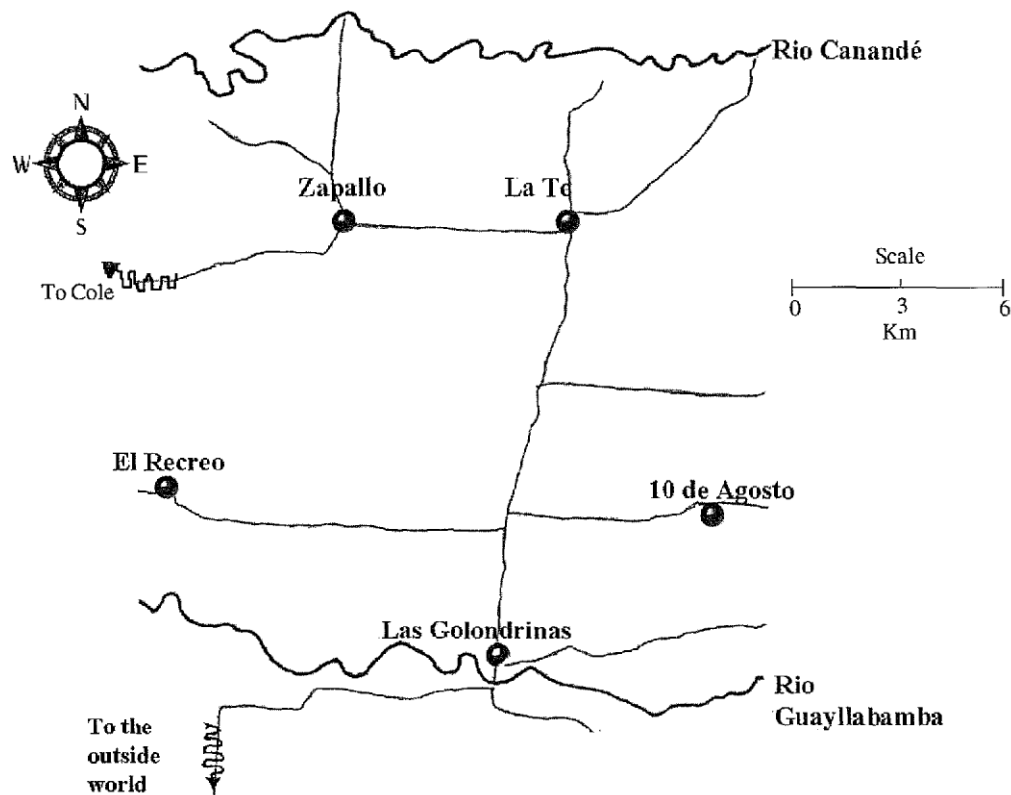 Rio Canandé
N
W E
S
Zapallo
La To
To Cole
Scale
0 3 6
Km
El Recreo
10 de Agosto
Las Golondrinas
Rio
Guayllabamba
To the
outside
world